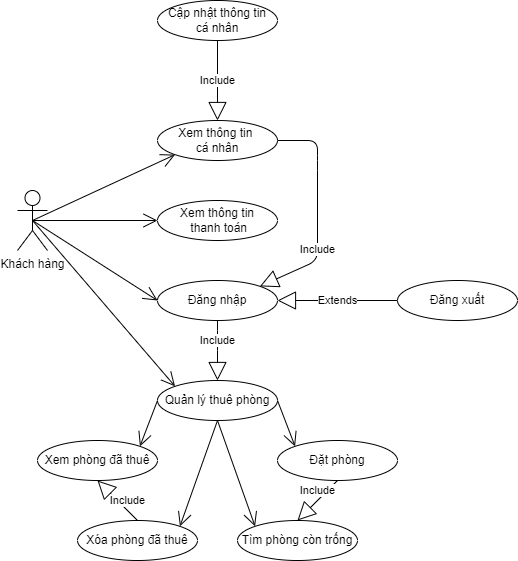 Cập nhật thông tin
cá nhân
Include
Xem thông tin
cá nhân
Xem thông tin
thanh toán
Khách hàng
Include
Đăng nhập
Extends
Đăng xuất
Include
Quản lý thuê phòng
Xem phòng đã thuê
Đặt phòng
Include
Include
Xóa phòng đã thuê
Tìm phòng còn trống